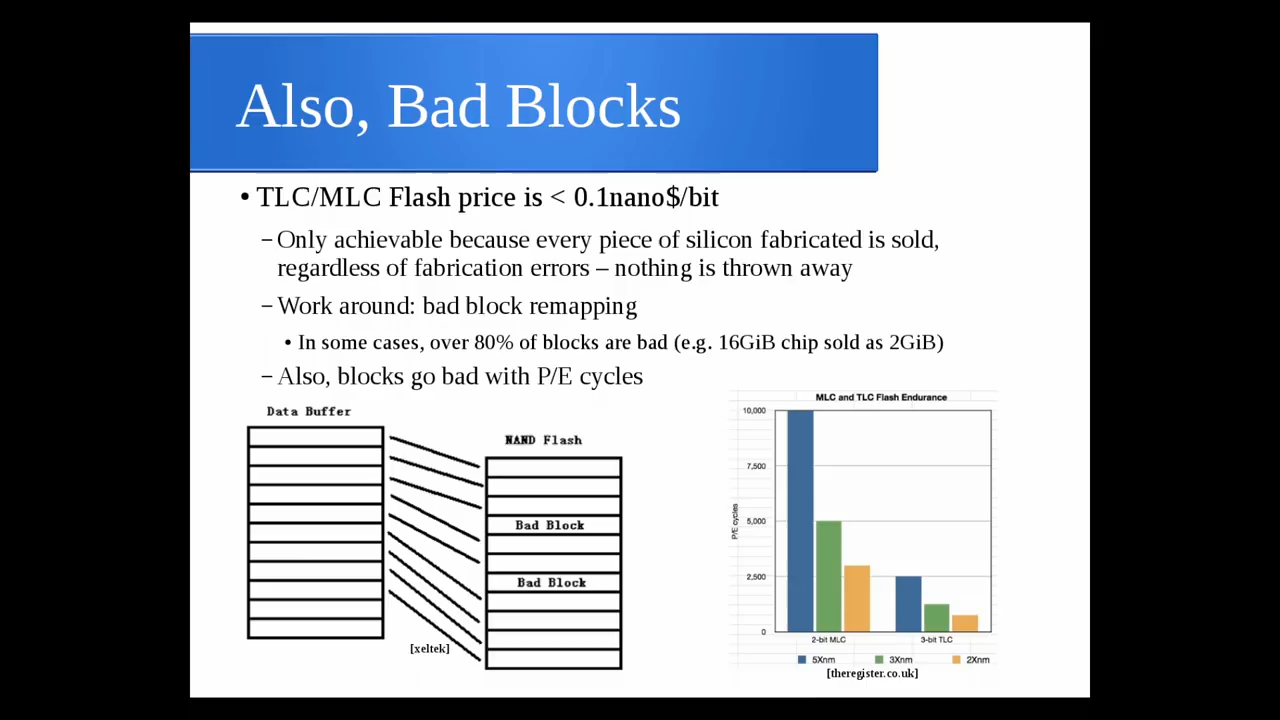 Also, Bad Blocks
• TLC/MLC Flash price is < 0.1nano$/bit
– Only achievable because every piece of silicon fabricated is sold,
regardless of fabrication errors – nothing is thrown away
– Work around: bad block remapping
• In some cases, over 80% of blocks are bad (e.g. 16GiB chip sold as 2GiB)
– Also, blocks go bad with P/E cycles
Data Buffer
NAND Flash
Bad Block
Bad Block
[xeltek]
MLC and TLC Flash Endurance
10,000
7,500
5,000
2,500
0
P/E cycles
2-bit MLC
3-bit TLC
5Xnm
3Xnm
2Xnm
[theregister.co.uk]